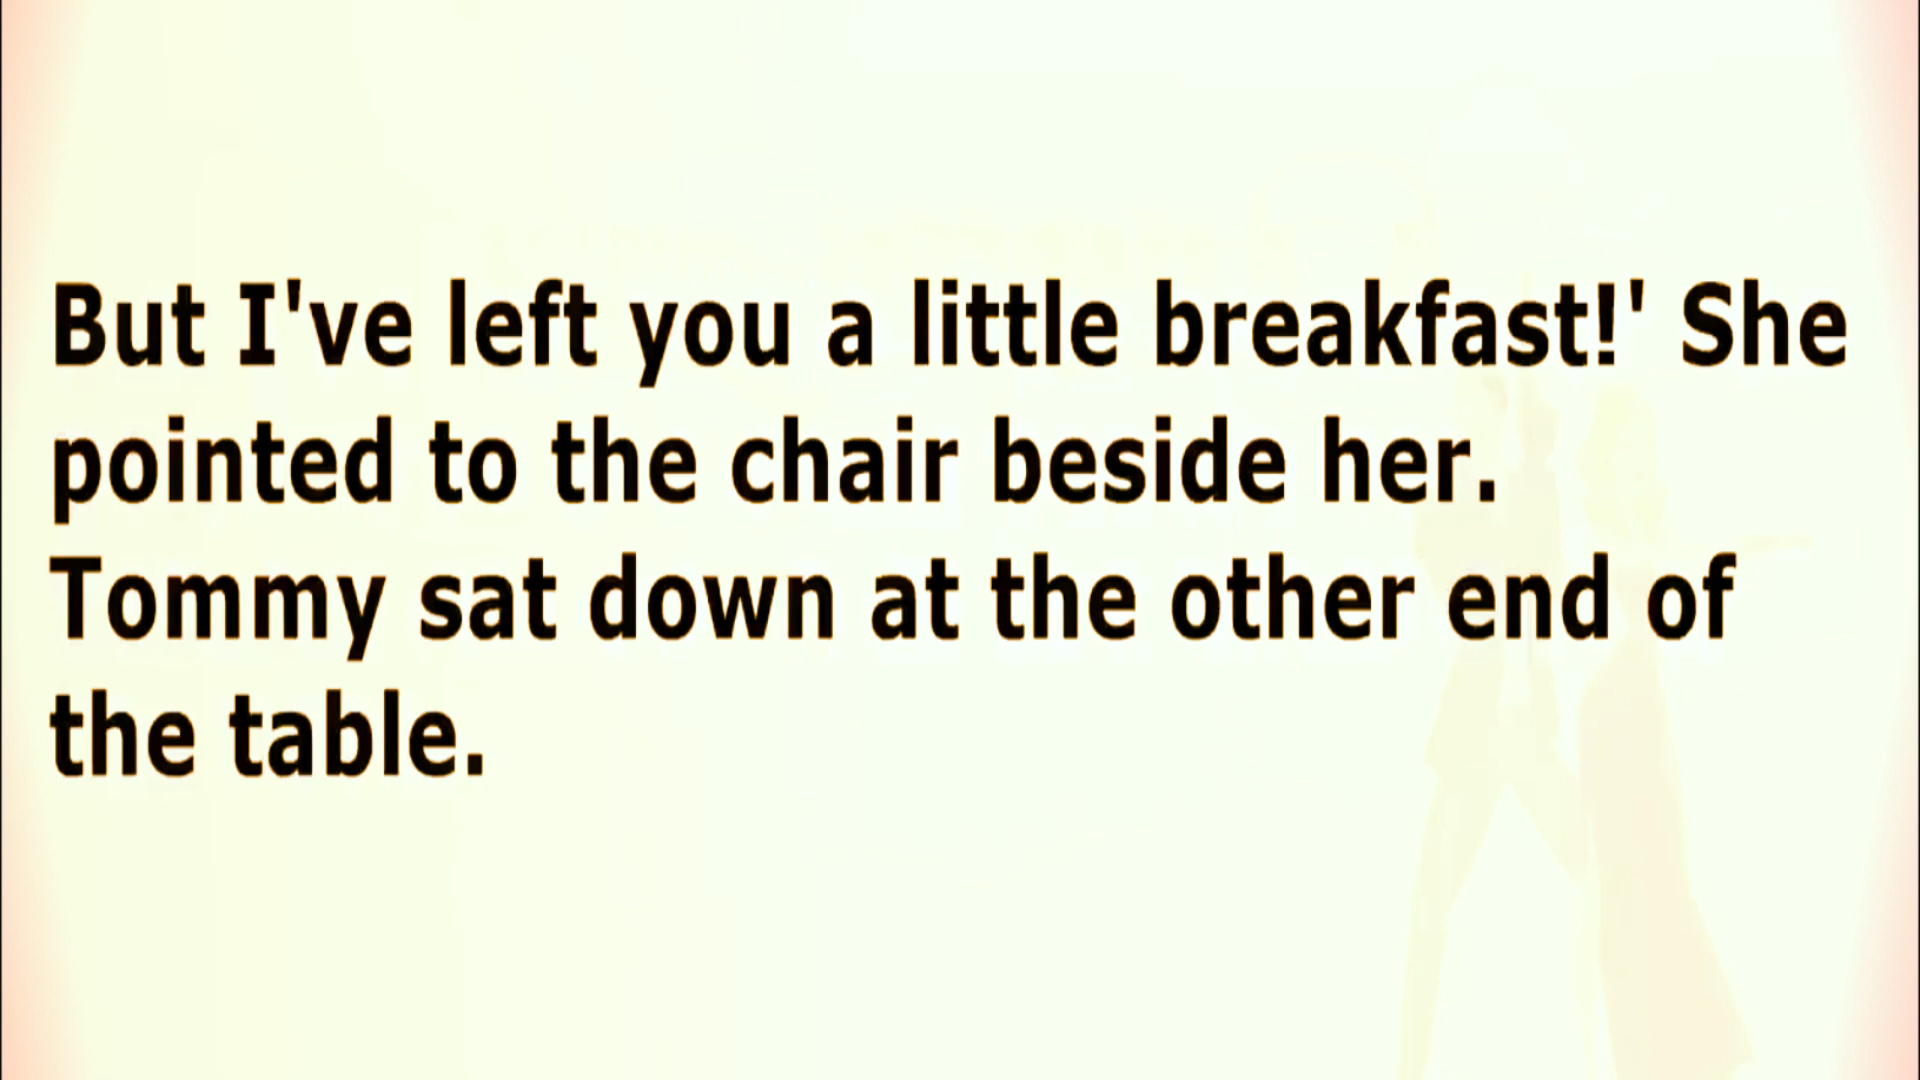 But I've left you a little breakfast!' She
pointed to the chair beside her.
Tommy sat down at the other end of
the table.